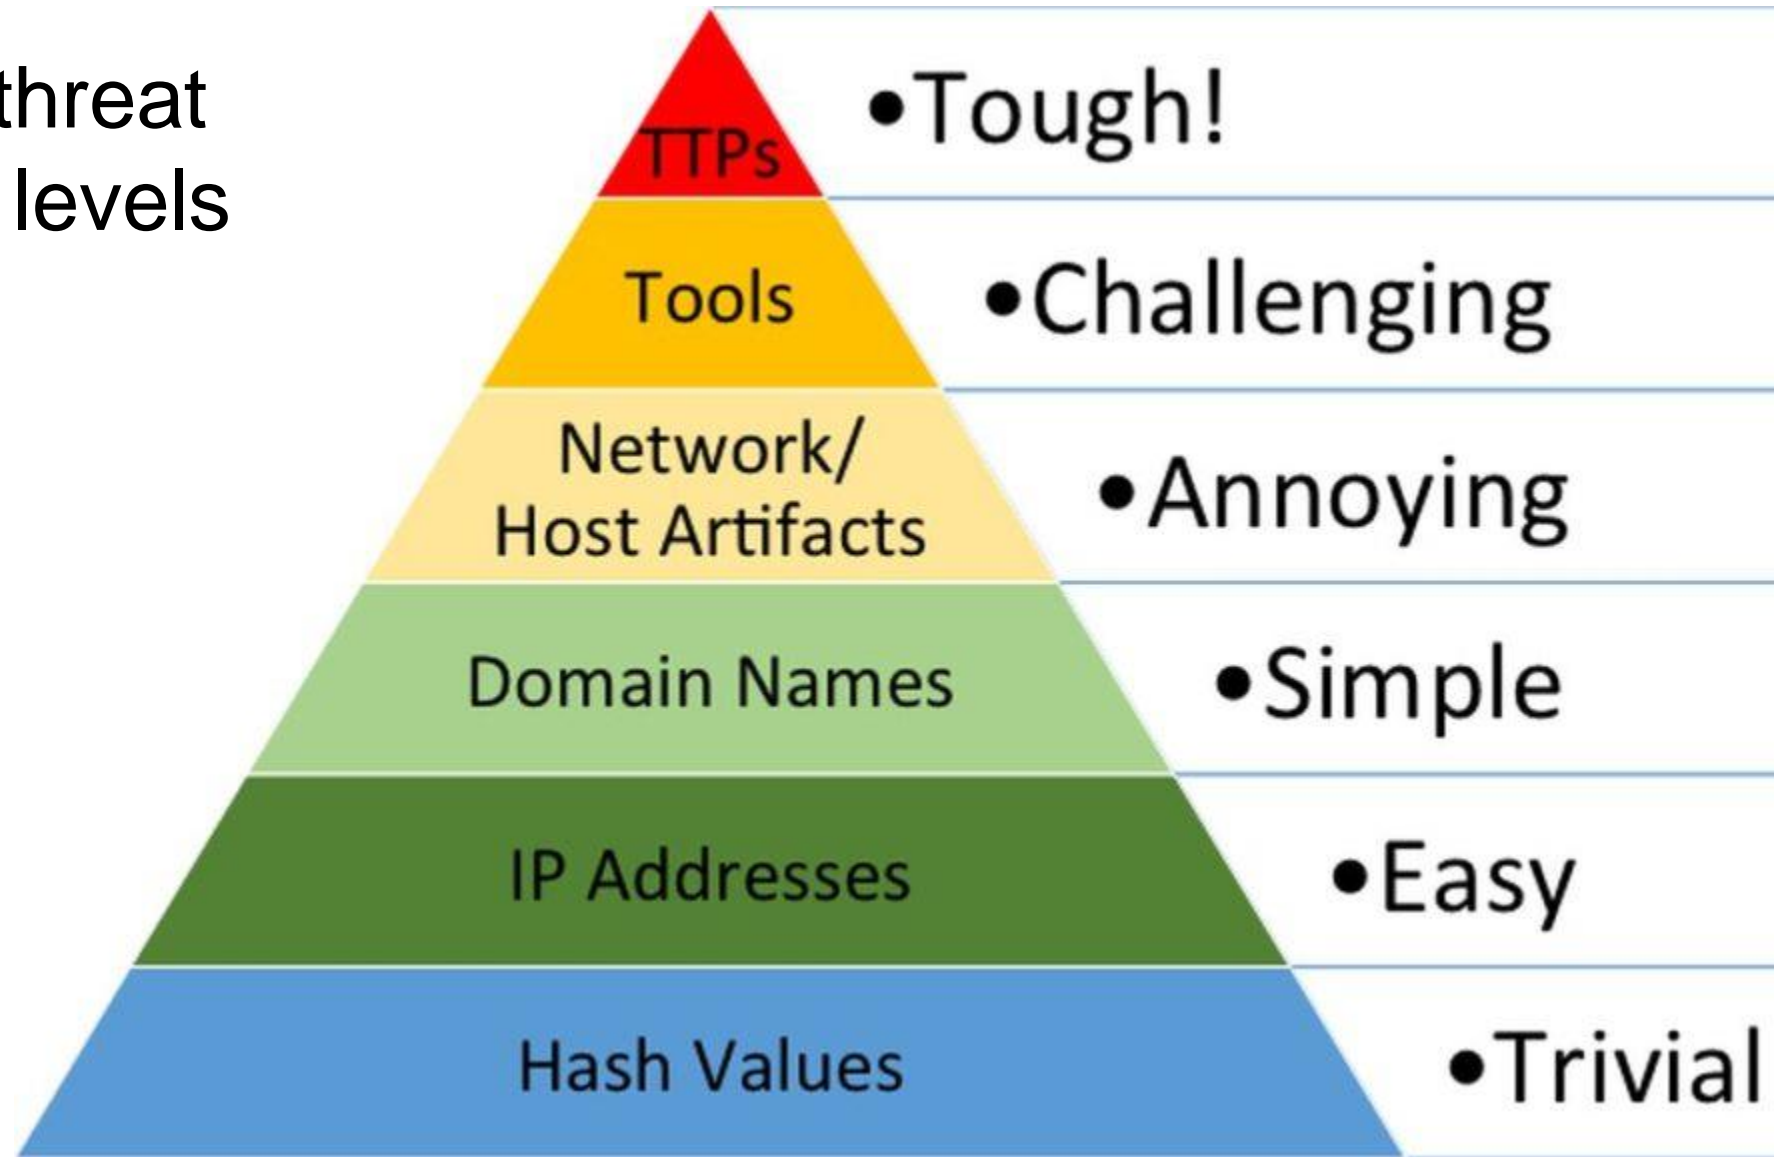 threat
levels
TTPs
•Tough!
Tools
•Challenging
Network/
Host Artifacts
•Annoying
Domain Names
•Simple
IP Addresses
•Easy
Hash Values
•Trivial